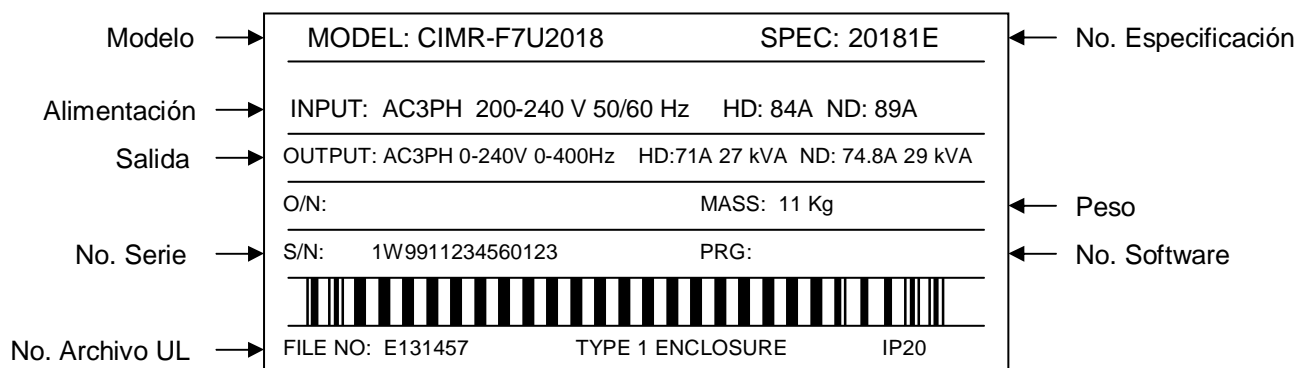 Modelo MODEL: CIMR-F7U2018 SPEC: 20181E No. Especificación
Alimentación INPUT: AC3PH 200-240 V 50/60 Hz HD: 84A ND: 89A
Salida OUTPUT: AC3PH 0-240V 0-400Hz HD:71A 27 kVA ND: 74.8A 29 kVA
O/N: MASS: 11 Kg Peso
No. Serie S/N: 1W9911234560123 PRG: No. Software
No. Archivo UL FILE NO: E131457 TYPE 1 ENCLOSURE IP20